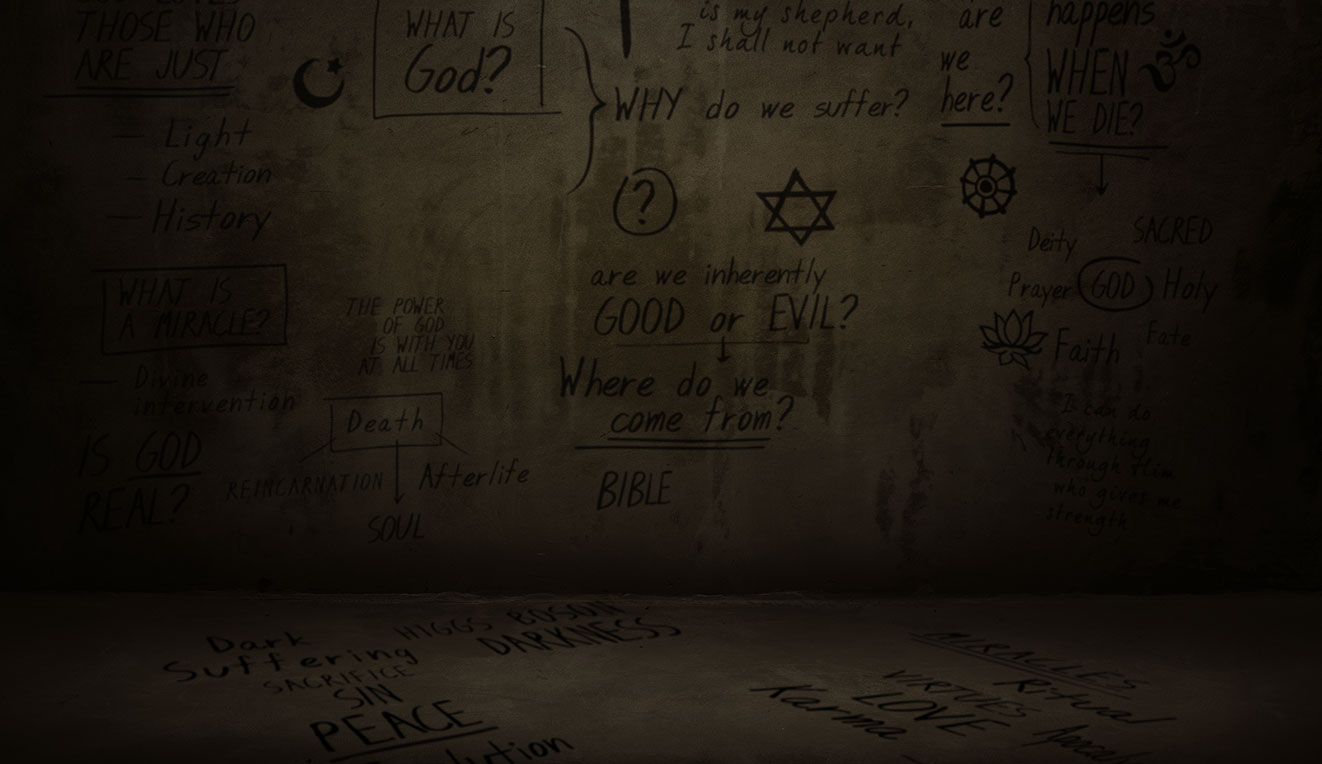 THOSE WHO
ARE JUST
— Light
— Creation
— History
WHAT IS
A MIRACLE?
— Divine
intervention
IS GOD
REAL?
WHAT IS
God?
THE POWER
OF GOD
IS WITH YOU
AT ALL TIMES
Death
REINCARNATION
Afterlife
SOUL
is my shepherd,
I shall not want
WHY do we suffer?
?
are we inherently
GOOD or EVIL?
Where do we
come from?
BIBLE
are
we
here?
happens
WHEN
ॐ
WE DIE?
Deity
SACRED
Prayer
GOD
Holy
Faith
Fate
I can do
everything
through Him
who gives me
strength
Dark
Suffering
SACRIFICE
SIN
PEACE
HIGGS BOSON
DARKNESS
MIRACLES
Ritual
VIRTUES
LOVE
Karma